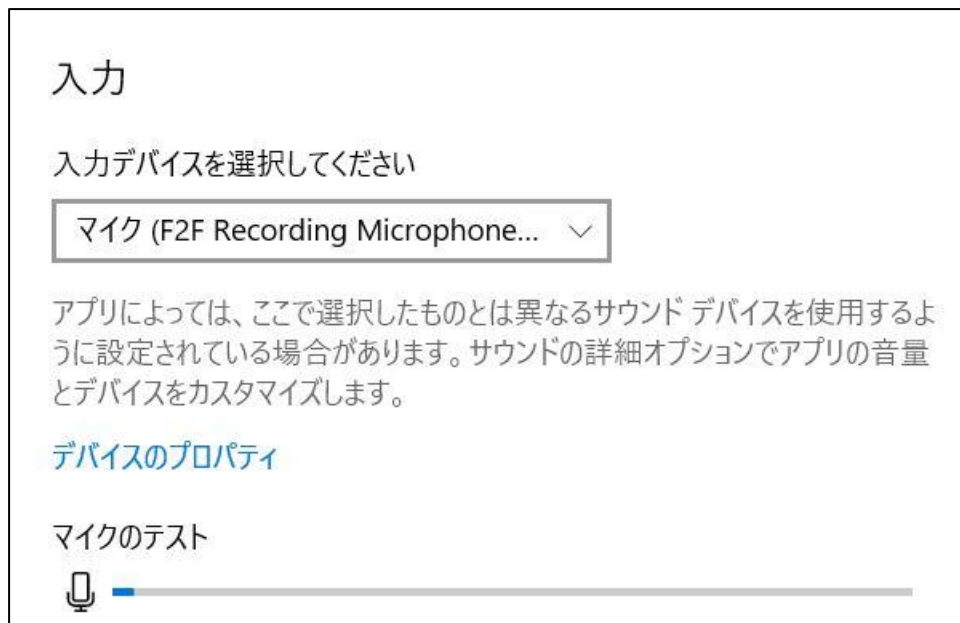 入力
入力デバイスを選択してください
マイク (F2F Recording Microphone...
アプリによっては、ここで選択したものとは異なるサウンド デバイスを使用するよ
うに設定されている場合があります。サウンドの詳細オプションでアプリの音量
とデバイスをカスタマイズします。
デバイスのプロパティ
マイクのテスト